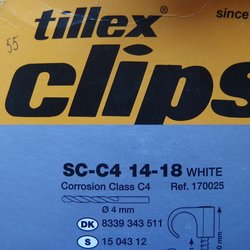 tillex®
since
55
clips
SC-C4 14-18 WHITE
Corrosion Class C4 Ref. 170025
Ø 4 mm
DK 8339 343 511
S 15 043 12